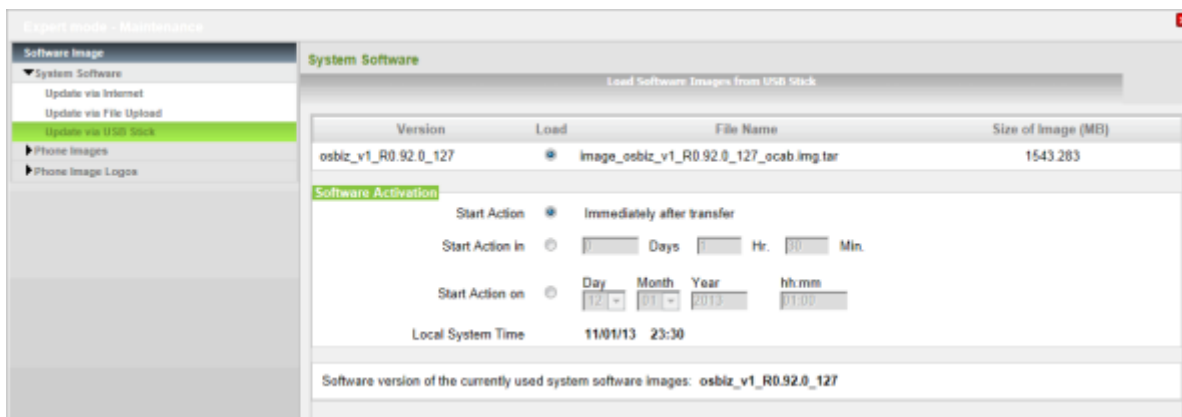 Expert mode - Maintenance
Software Image
System Software
Update via Internet
Update via File Upload
Update via USB Stick
Phone Images
Phone Image Logos
System Software
Load Software Images from USB Stick
Version Load File Name Size of Image (MB)
osbiz_v1_R0.92.0_127 image_osbiz_v1_R0.92.0_127_ocab.img.tar 1543.283
Software Activation
Start Action Immediately after transfer
Start Action in 0 Days 1 Hr. 30 Min.
Day Month Year hh:mm
Start Action on 12 01 2013 01:00
Local System Time 11/01/13 23:30
Software version of the currently used system software images: osbiz_v1_R0.92.0_127